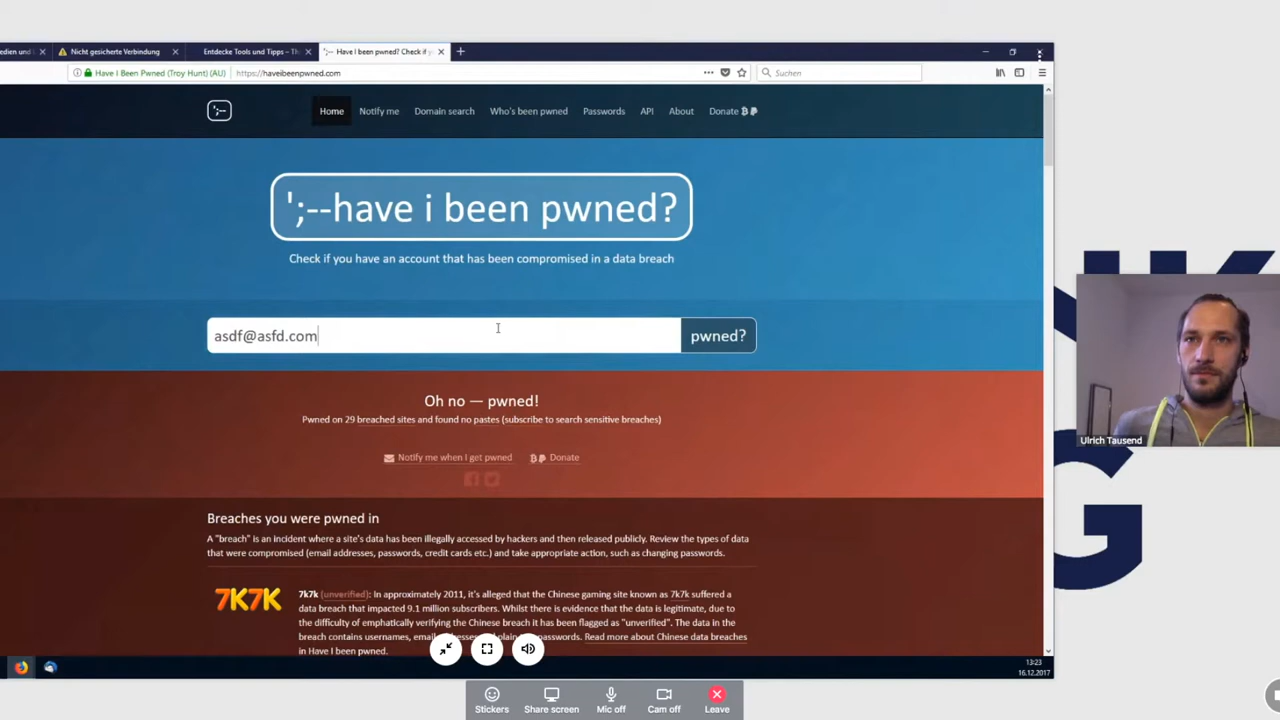 edien und
Nicht gesicherte Verbindung
Entdecke Tools und Tipps – Th
';-- Have I been pwned? Check if y
Have I Been Pwned (Troy Hunt) (AU)
https://haveibeenpwned.com
Suchen
';--
Home
Notify me
Domain search
Who's been pwned
Passwords
API
About
Donate
';--have i been pwned?
Check if you have an account that has been compromised in a data breach
asdf@asfd.com
pwned?
Oh no — pwned!
Pwned on 29 breached sites and found no pastes (subscribe to search sensitive breaches)
Notify me when I get pwned
Donate
Breaches you were pwned in
A "breach" is an incident where a site's data has been illegally accessed by hackers and then released publicly. Review the types of data
that were compromised (email addresses, passwords, credit cards etc.) and take appropriate action, such as changing passwords.
7K7K
7k7k (unverified): In approximately 2011, it's alleged that the Chinese gaming site known as 7k7k suffered a
data breach that impacted 9.1 million subscribers. Whilst there is evidence that the data is legitimate, due to
the difficulty of emphatically verifying the Chinese breach it has been flagged as "unverified". The data in the
breach contains usernames, email passwords. Read more about Chinese data breaches
in Have I been pwned.
13:23
16.12.2017
NK
G
Ulrich Tausend
Stickers
Share screen
Mic off
Cam off
Leave